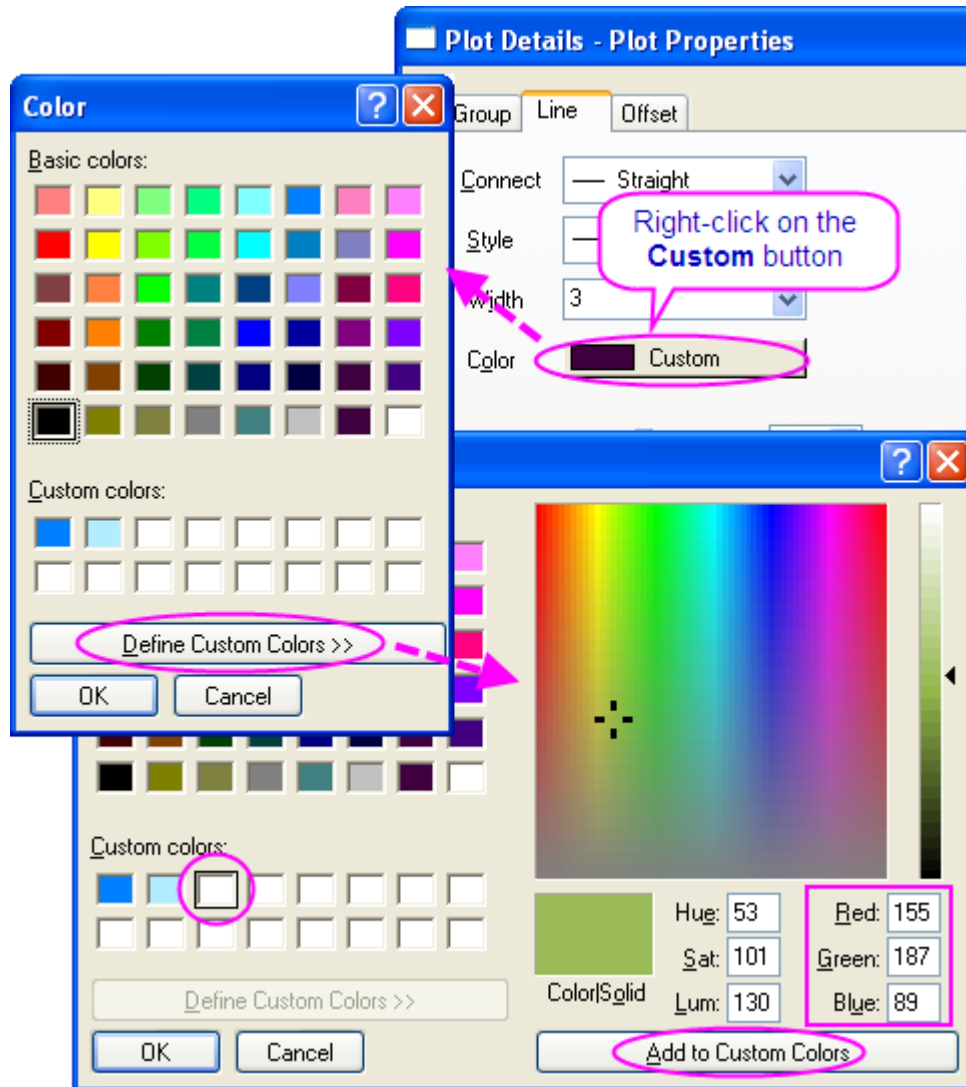 Plot Details - Plot Properties
Group
Line
Offset
Connect
Straight
Style
Width
3
Color
Custom
Right-click on the
Custom button
Color
Basic colors:
Custom colors:
Define Custom Colors >>
OK
Cancel
Custom colors:
Define Custom Colors >>
OK
Cancel
Color|Solid
Hue: 53
Sat: 101
Lum: 130
Red: 155
Green: 187
Blue: 89
Add to Custom Colors